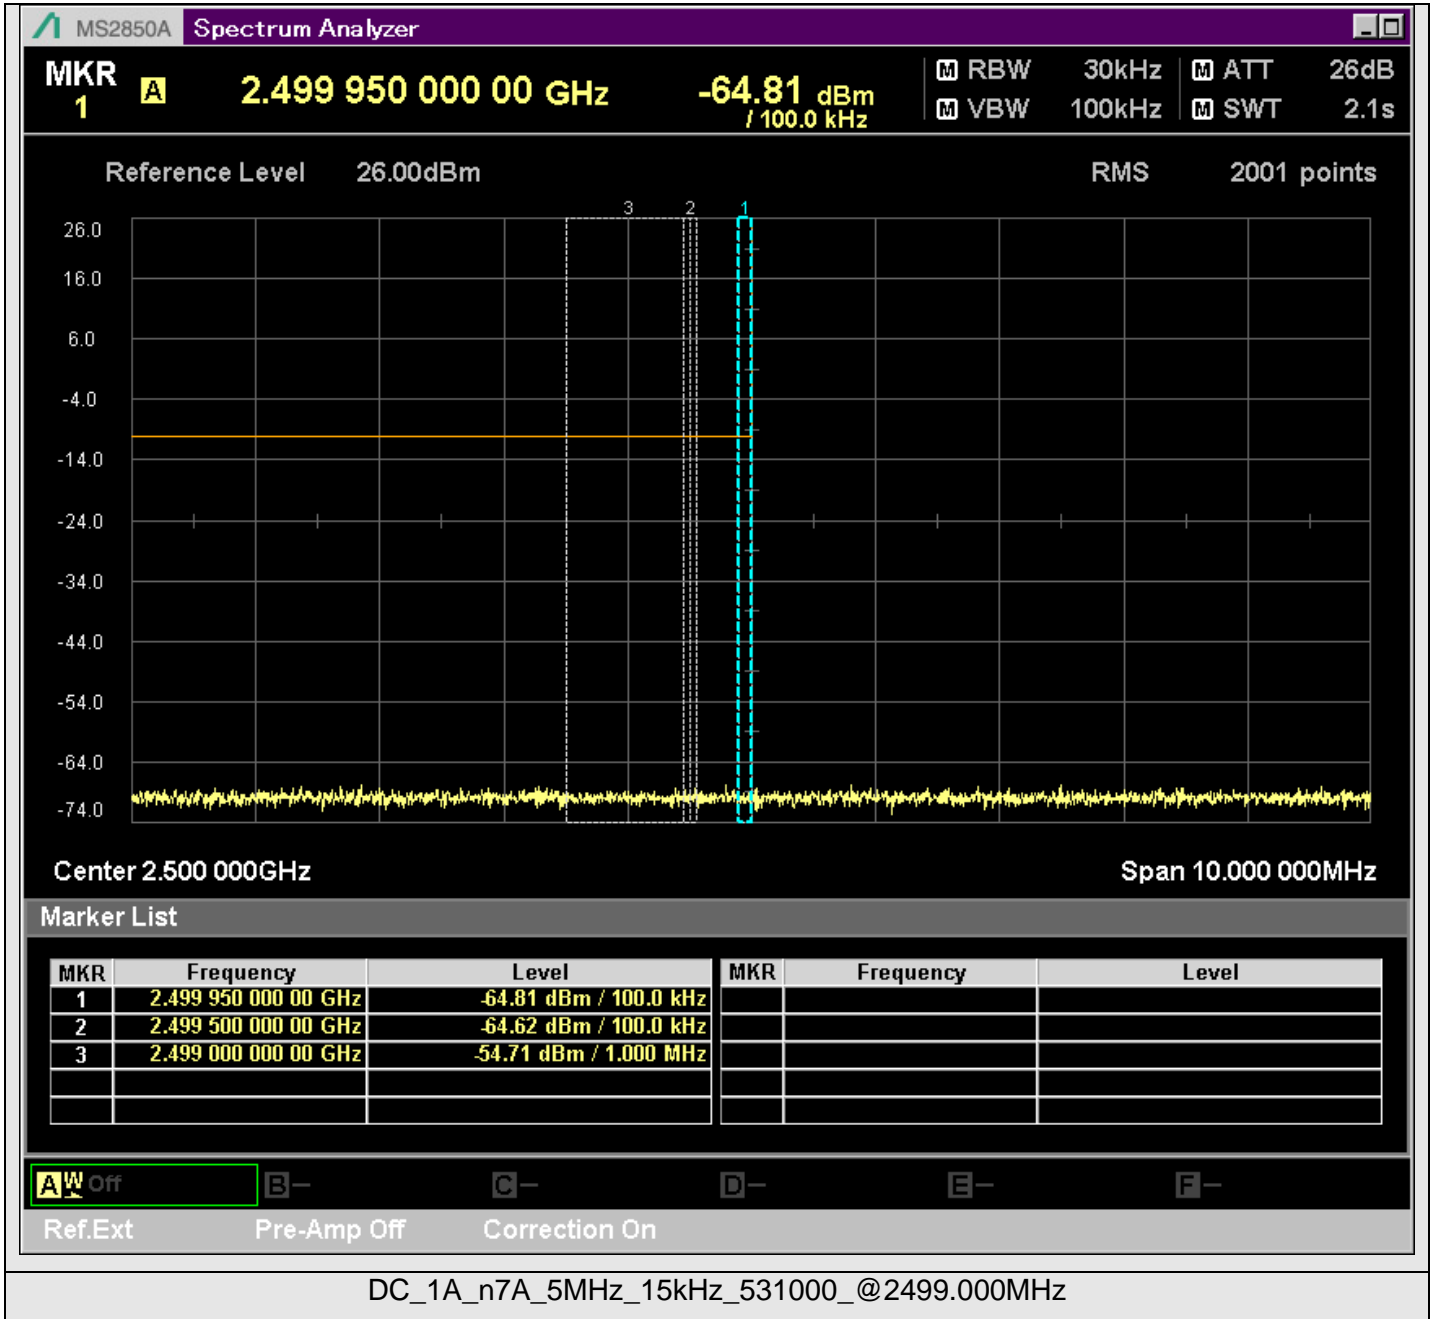 MS2850A Spectrum Analyzer
MKR 1 A 2.499 950 000 00 GHz -64.81 dBm / 100.0 kHz
M RBW 30kHz M ATT 26dB
M VBW 100kHz M SWT 2.1s
Reference Level 26.00dBm RMS 2001 points
3 2 1
26.0
16.0
6.0
-4.0
-14.0
-24.0
-34.0
-44.0
-54.0
-64.0
-74.0
Center 2.500 000GHz Span 10.000 000MHz
Marker List
MKR Frequency Level MKR Frequency Level
1 2.499 950 000 00 GHz -64.81 dBm / 100.0 kHz
2 2.499 500 000 00 GHz -64.62 dBm / 100.0 kHz
3 2.499 000 000 00 GHz -54.71 dBm / 1.000 MHz
A W Off B – C – D – E – F –
Ref.Ext Pre-Amp Off Correction On
DC_1A_n7A_5MHz_15kHz_531000_@2499.000MHz